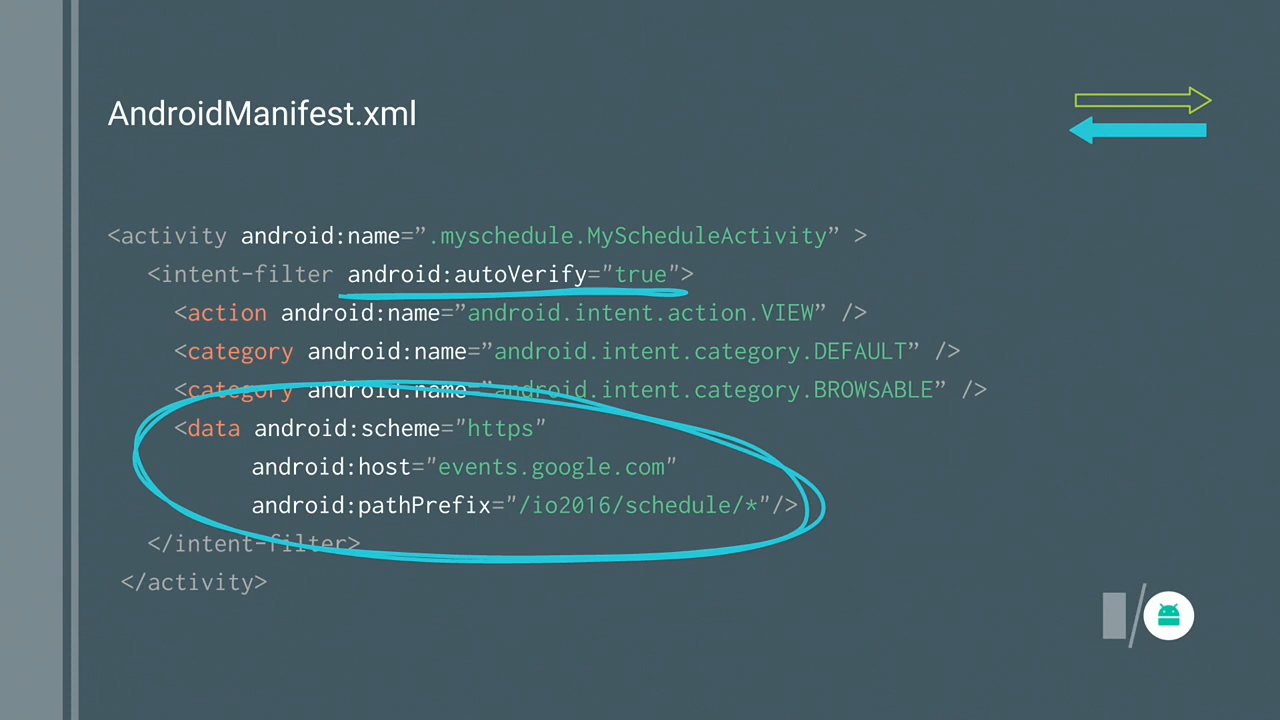 AndroidManifest.xml
<activity android:name=”.myschedule.MyScheduleActivity” >
<intent-filter android:autoVerify="true">
<action android:name=”android.intent.action.VIEW” />
<category android:name=”android.intent.category.DEFAULT” />
<category android:name=”android.intent.category.BROWSABLE” />
<data android:scheme="https"
android:host="events.google.com"
android:pathPrefix="/io2016/schedule/*"/>
</intent-filter>
</activity>